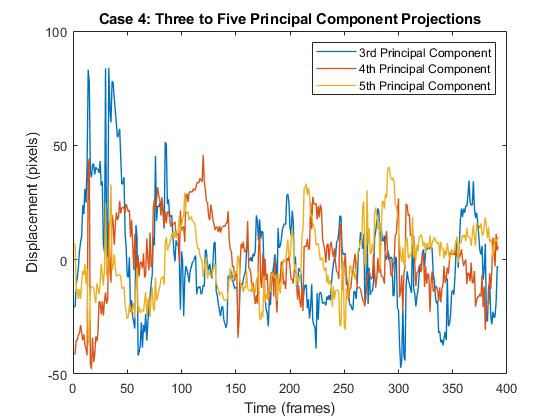 Case 4: Three to Five Principal Component Projections
3rd Principal Component
4th Principal Component
5th Principal Component
Displacement (pixels)
100
50
0
-50
0 50 100 150 200 250 300 350 400
Time (frames)